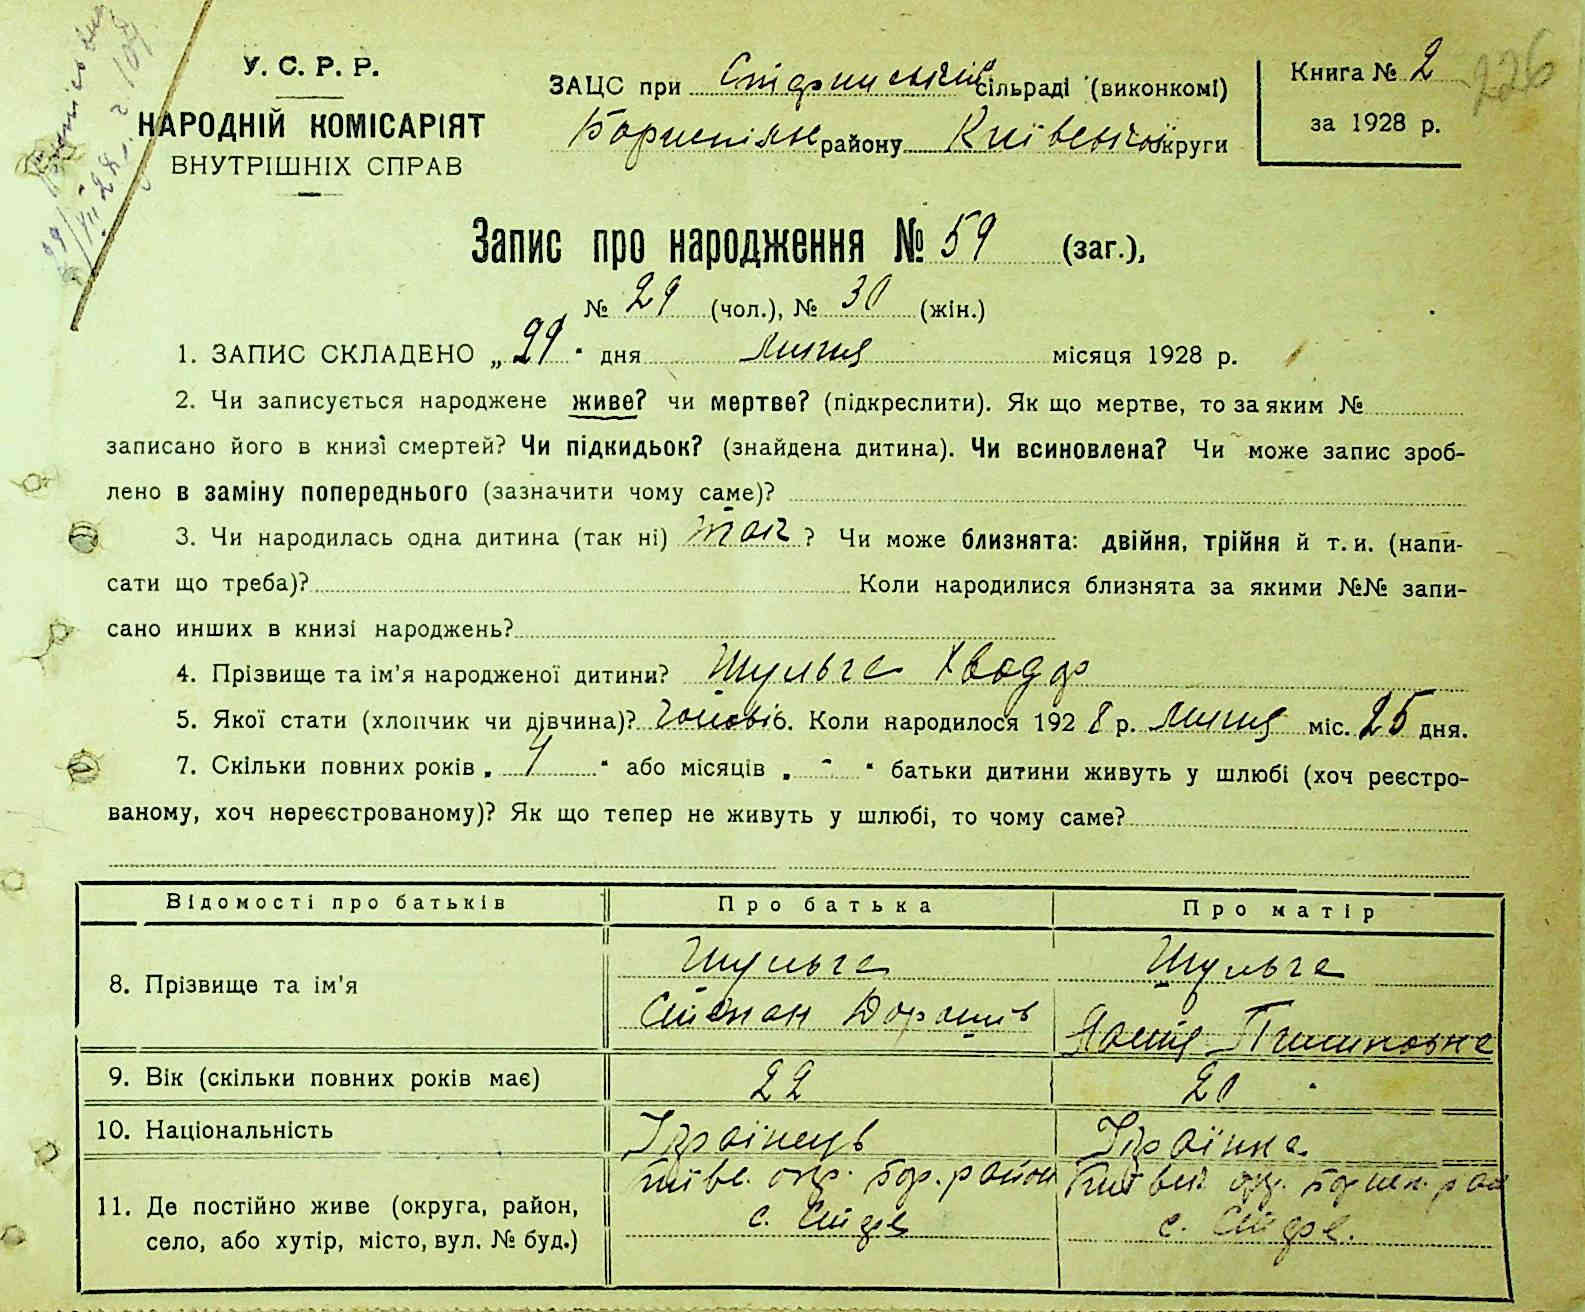 У. С. Р. Р.
НАРОДНІЙ КОМІСАРІЯТ
ВНУТРІШНІХ СПРАВ
ЗАЦС при сільраді (виконкомі)
району округи
Книга № 2
за 1928 р.
226
Запис про народження № 59 (заг.),
№ 29 (чол.), № 30 (жін.)
1. ЗАПИС СКЛАДЕНО „29" дня липня місяця 1928 р.
2. Чи записується народжене живе? чи мертве? (підкреслити). Як що мертве, то за яким №
записано його в книзі смертей? Чи підкидьок? (знайдена дитина). Чи всиновлена? Чи може запис зроб-
лено в заміну попереднього (зазначити чому саме)?
3. Чи народилась одна дитина (так ні) так ? Чи може близнята: двійня, трійня й т. и. (напи-
сати що треба)? Коли народилися близнята за якими №№ запи-
сано инших в книзі народжень?
4. Прізвище та ім'я народженої дитини? Шульга Хведор
5. Якої стати (хлопчик чи дівчина)? чоловіч 6. Коли народилося 1928 р. липня міс. 25 дня.
7. Скільки повних років „ " або місяців „ - " батьки дитини живуть у шлюбі (хоч реєстро-
ваному, хоч нереєстрованому)? Як що тепер не живуть у шлюбі, то чому саме?
Відомості про батьків Про батька Про матір
8. Прізвище та ім'я Шульга Шульга
Степан
9. Вік (скільки повних років має) 22 20
10. Національність Українець Українка
11. Де постійно живе (округа, район, Київс. окр. Бор. район
село, або хутір, місто, вул. № буд.)